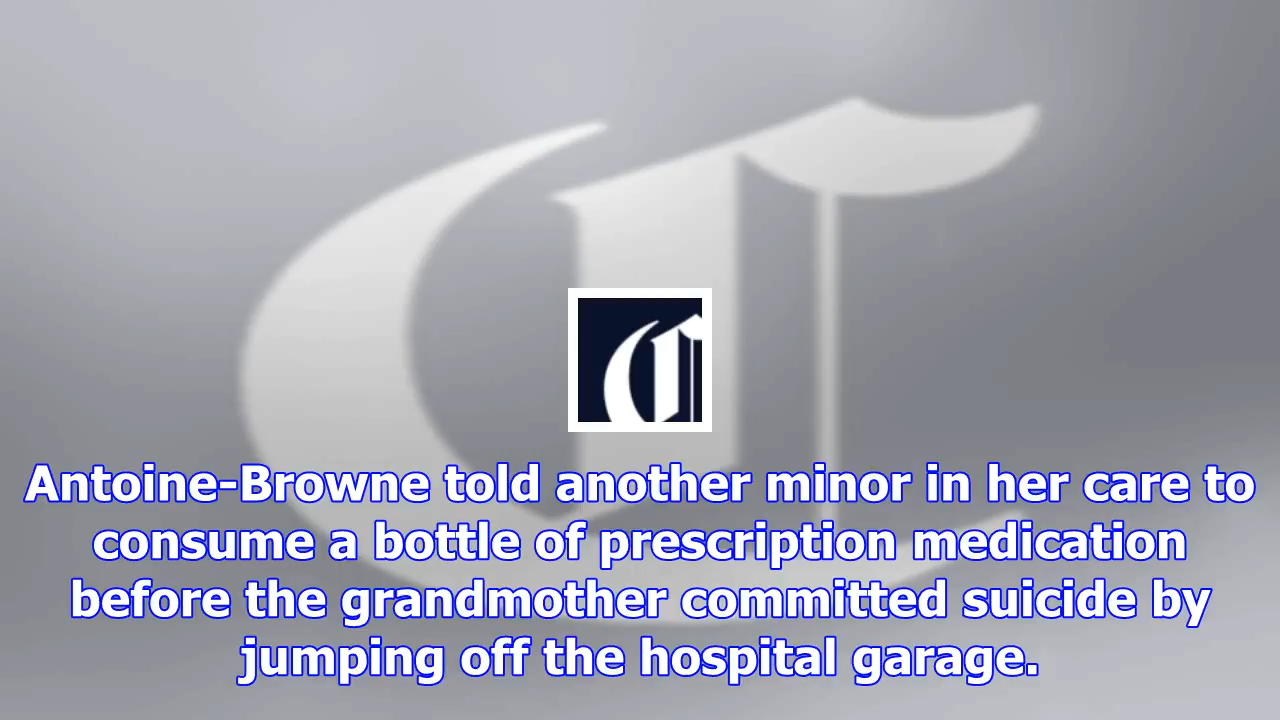 Antoine-Browne told another minor in her care to
consume a bottle of prescription medication
before the grandmother committed suicide by
jumping off the hospital garage.